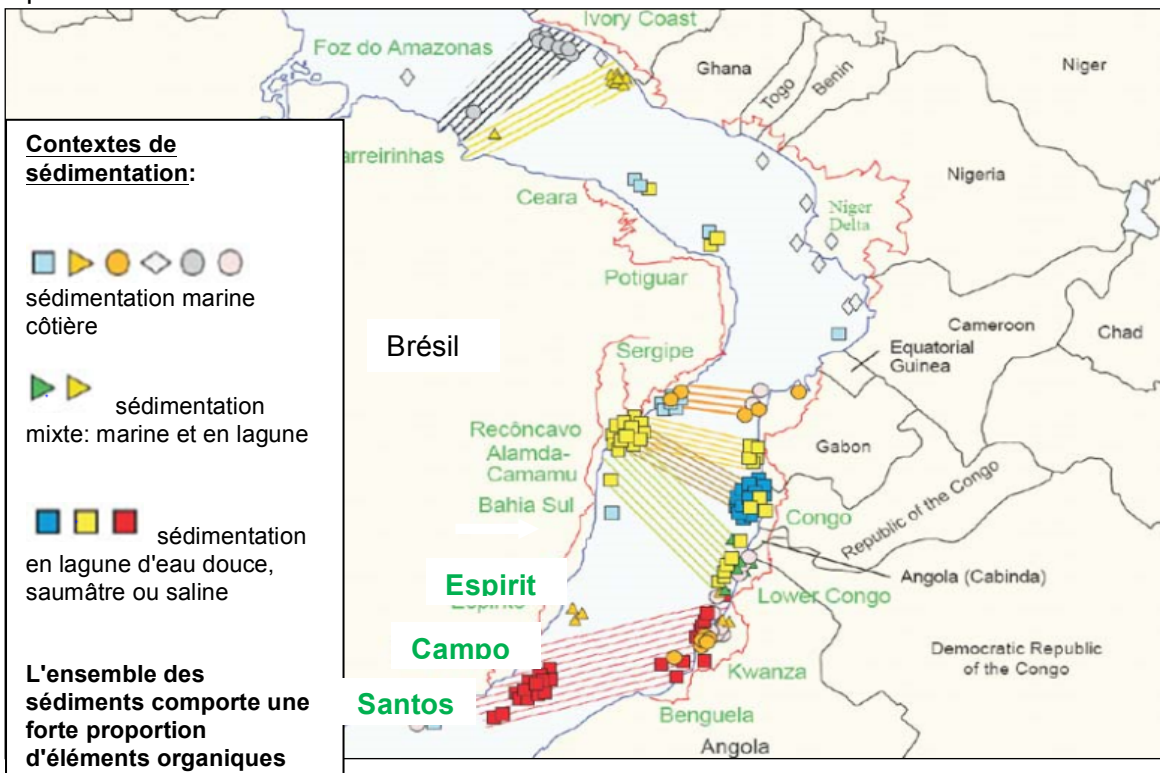 Ivory Coast
Foz do Amazonas
Ghana
Togo
Benin
Niger
Contextes de
sédimentation:
arreirinhas
Ceara
Nigeria
Niger
Delta
sédimentation marine
côtière
Potiguar
Brésil
Cameroon
Chad
Sergipe
Equatorial
Guinea
sédimentation
mixte: marine et en lagune
Recôncavo
Alamda-
Camamu
Gabon
Bahia Sul
Congo
Republic of the Congo
sédimentation
en lagune d'eau douce,
saumâtre ou saline
Espirit
Angola (Cabinda)
Lower Congo
Campo
Democratic Republic
of the Congo
Kwanza
L'ensemble des
sédiments comporte une
forte proportion
d'éléments organiques
Santos
Benguela
Angola